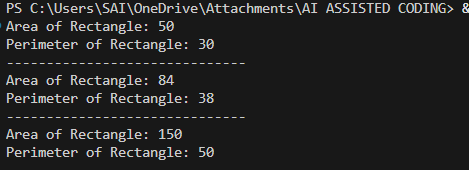 PS C:\Users\SAI\OneDrive\Attachments\AI ASSISTED CODING> &
Area of Rectangle: 50
Perimeter of Rectangle: 30
------------------------------
Area of Rectangle: 84
Perimeter of Rectangle: 38
------------------------------
Area of Rectangle: 150
Perimeter of Rectangle: 50